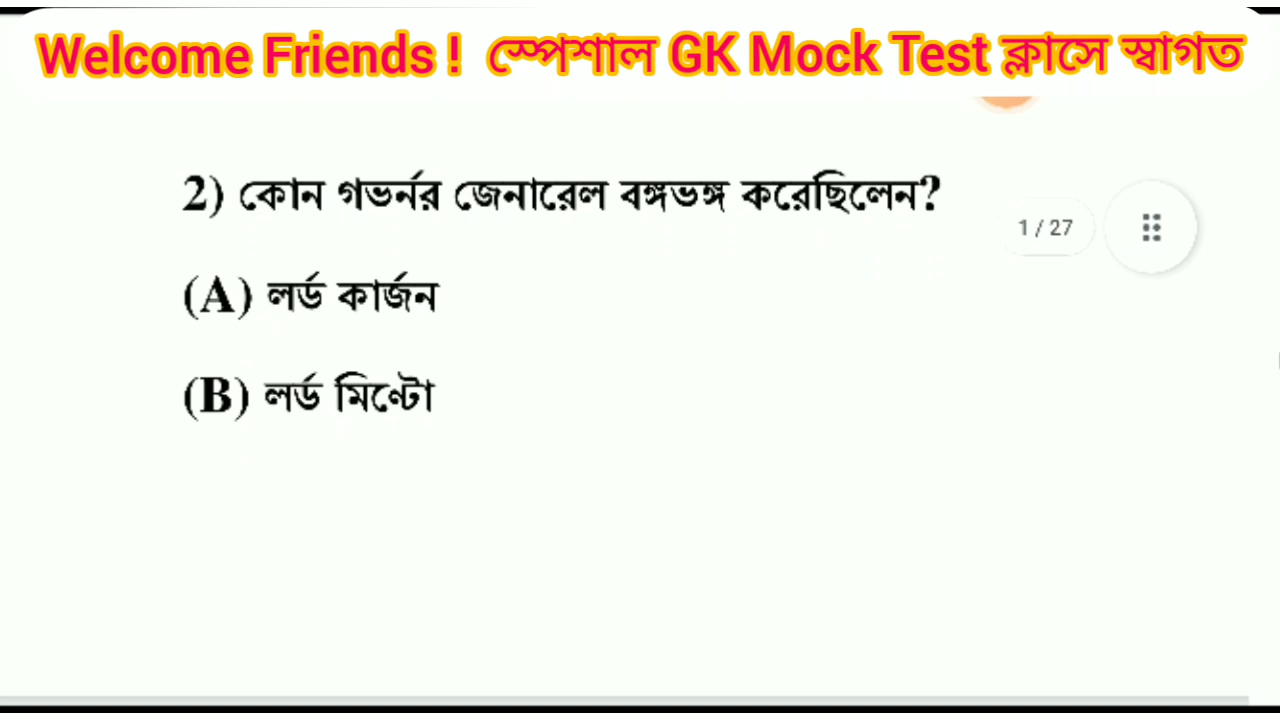 Welcome Friends ! স্পেশাল GK Mock Test ক্লাসে স্বাগত
2) কোন গভর্নর জেনারেল বঙ্গভঙ্গ করেছিলেন?
1 / 27
(A) লর্ড কার্জন
(B) লর্ড মিণ্টো